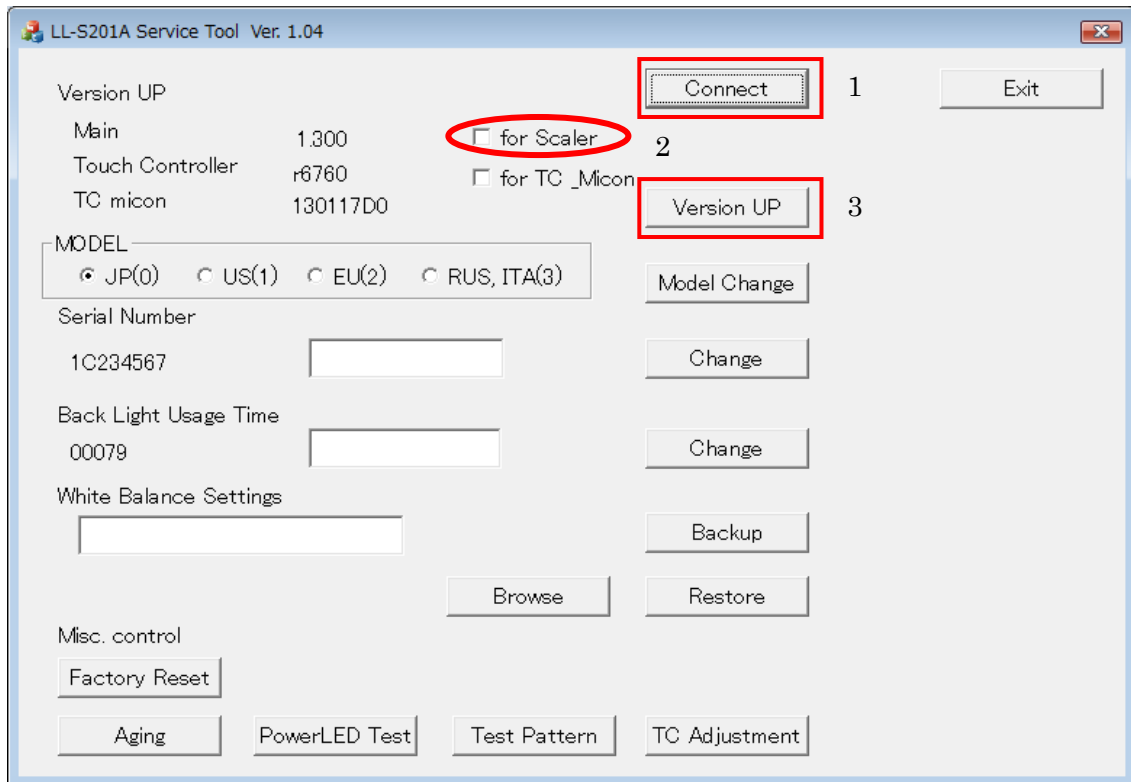 LL-S201A Service Tool Ver. 1.04
Version UP
Connect
1
Exit
Main
1.300
for Scaler
2
Touch Controller
r6760
for TC _Micon
TC micon
130117D0
Version UP
3
MODEL
JP(0)
US(1)
EU(2)
RUS, ITA(3)
Model Change
Serial Number
1C234567
Change
Back Light Usage Time
00079
Change
White Balance Settings
Backup
Browse
Restore
Misc. control
Factory Reset
Aging
PowerLED Test
Test Pattern
TC Adjustment